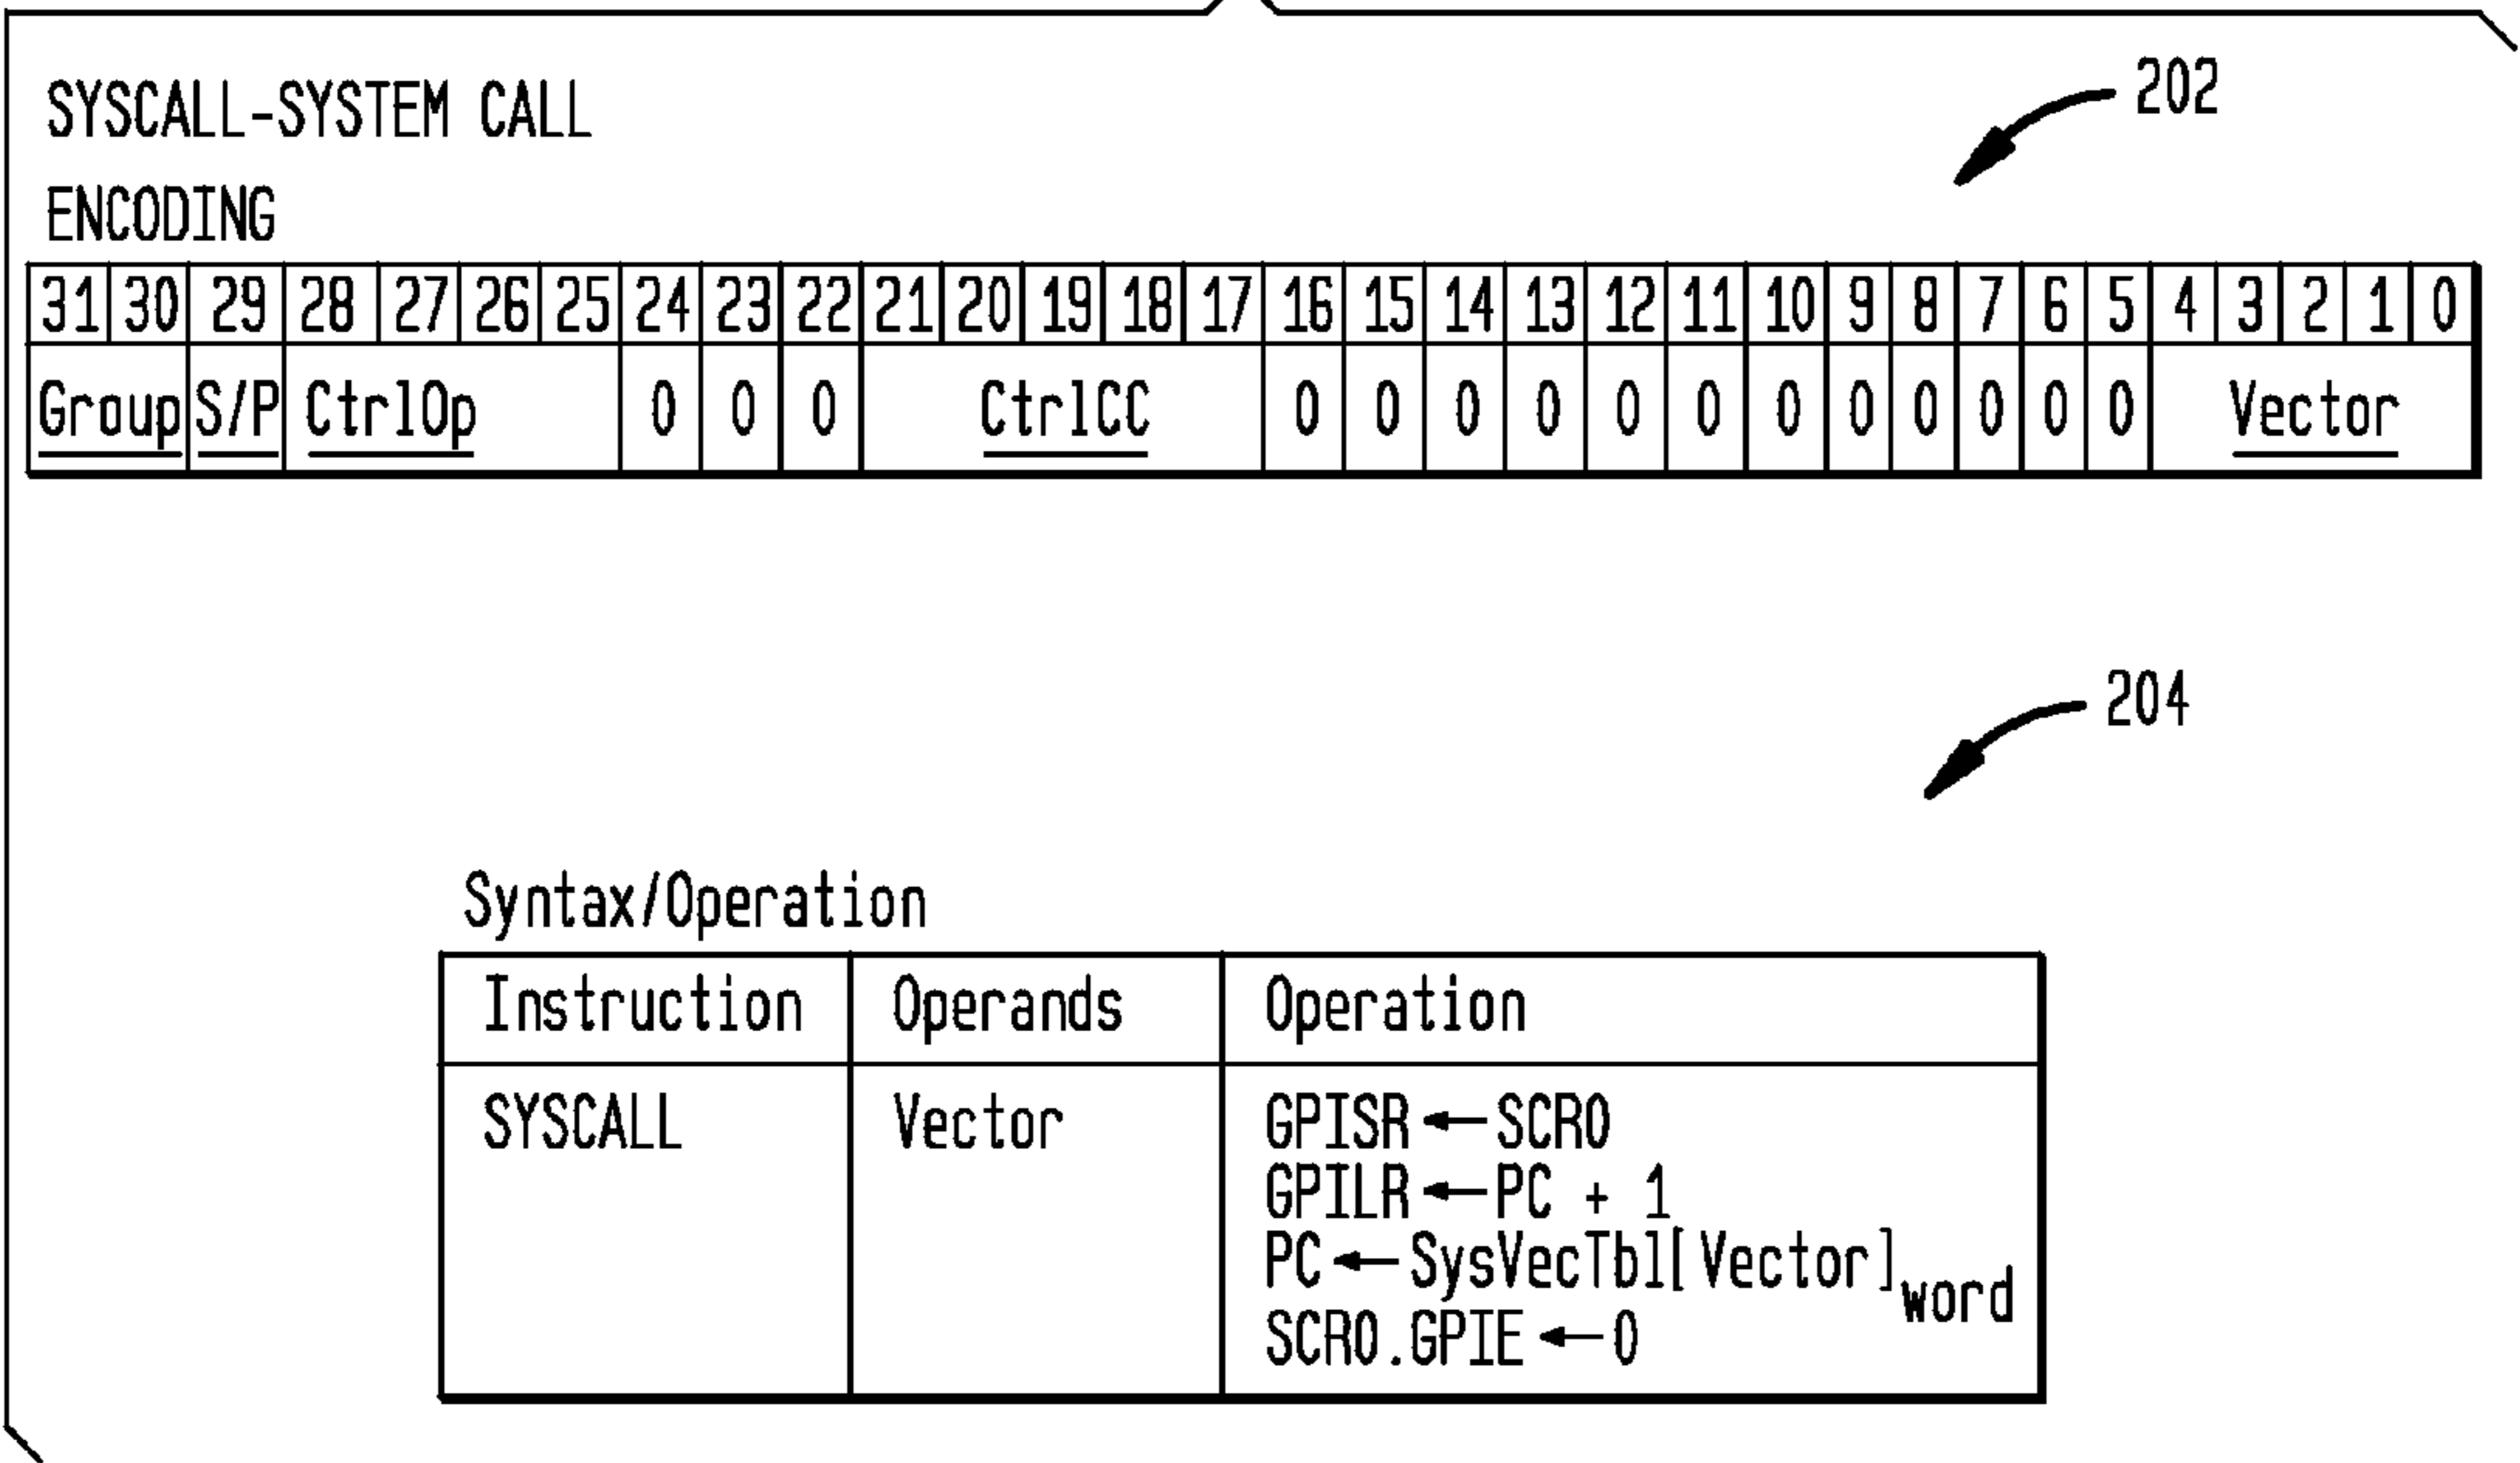 202
SYSCALL-SYSTEM CALL
ENCODING
31 30 29 28 27 26 25 24 23 22 21 20 19 18 17 16 15 14 13 12 11 10 9 8 7 6 5 4 3 2 1 0
Group S/P CtrlOp 0 0 0 CtrlCC 0 0 0 0 0 0 0 0 0 0 0 0 Vector
204
Syntax/Operation
Instruction Operands Operation
SYSCALL Vector GPISR ← SCR0
GPILR ← PC + 1
PC ← SysVecTbl[Vector]word
SCR0.GPIE ← 0